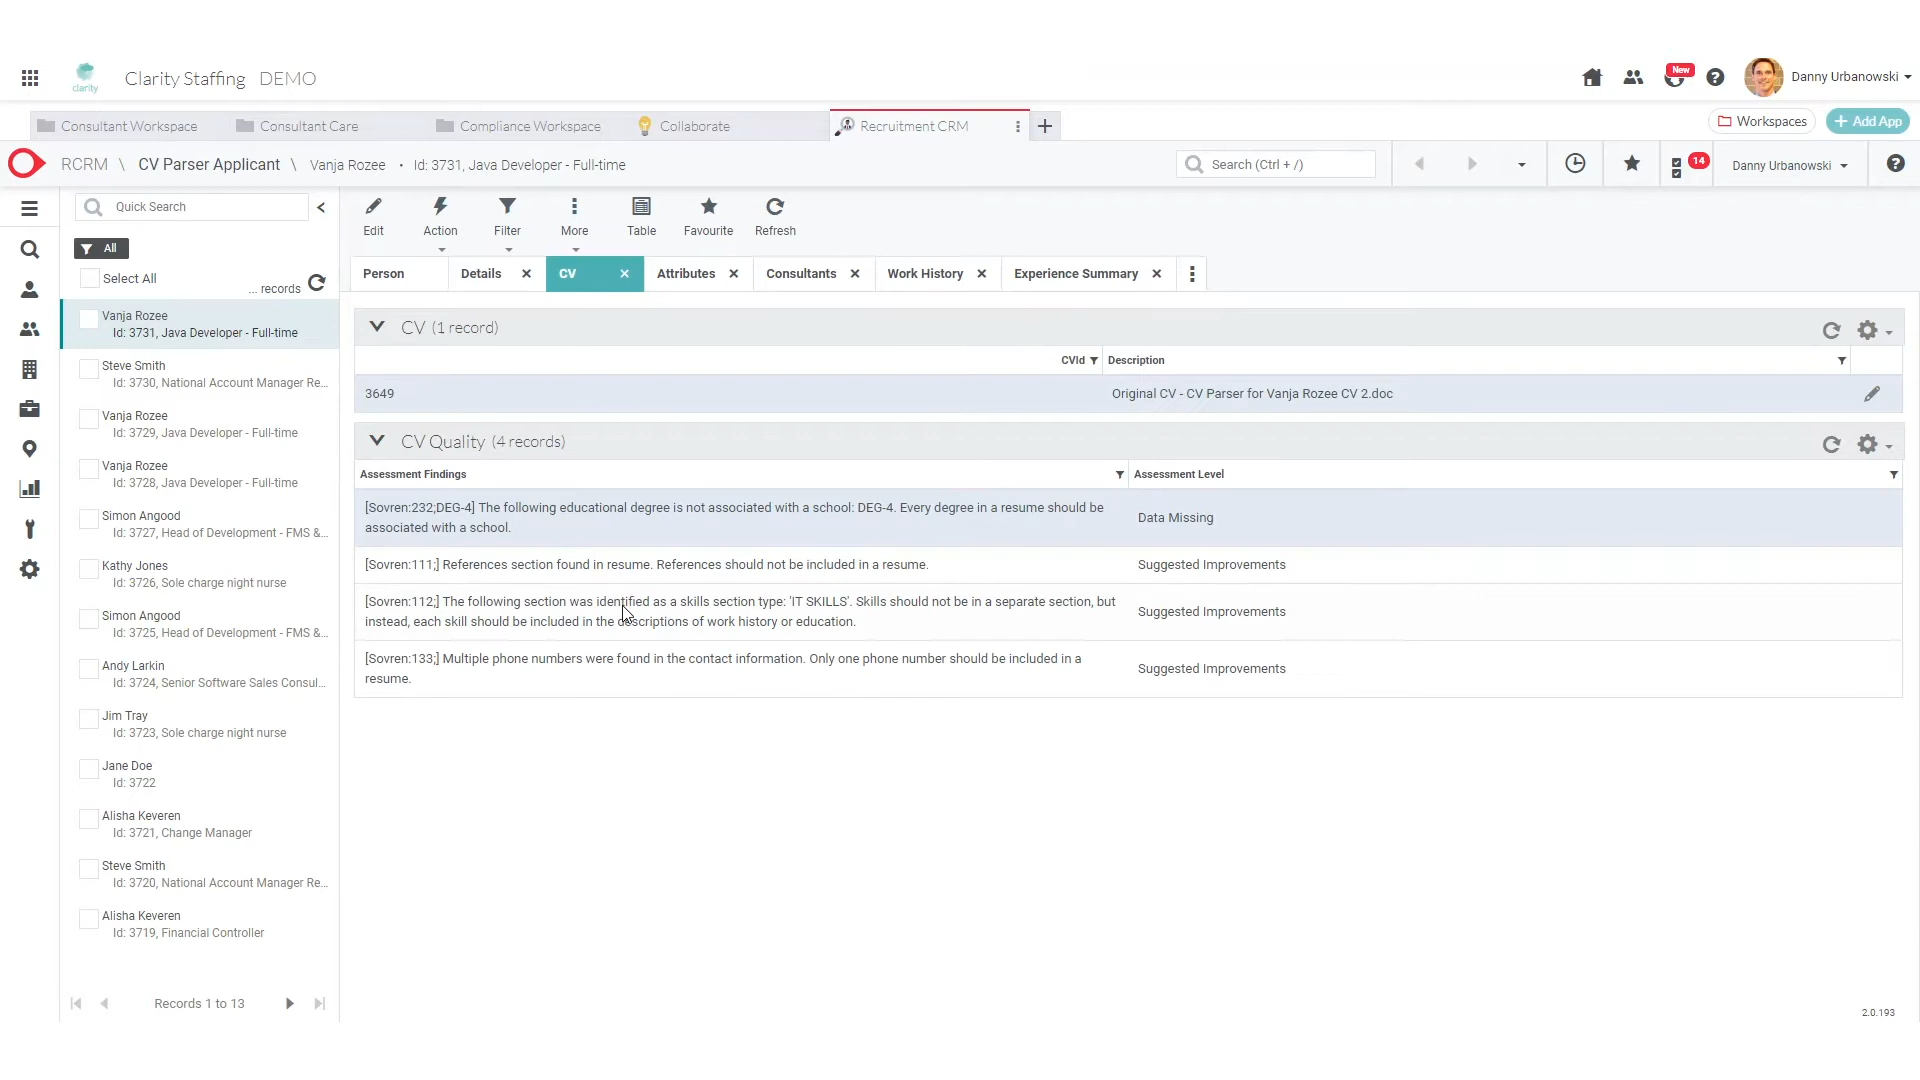 clarity
Clarity Staffing DEMO
New
Danny Urbanowski
Consultant Workspace
Consultant Care
Compliance Workspace
Collaborate
Recruitment CRM
Workspaces
Add App
RCRM \ CV Parser Applicant \ Vanja Rozee • Id: 3731, Java Developer - Full-time
Search (Ctrl + /)
14
Danny Urbanowski
Quick Search
All
Select All
... records
Vanja Rozee
Id: 3731, Java Developer - Full-time
Steve Smith
Id: 3730, National Account Manager Re...
Vanja Rozee
Id: 3729, Java Developer - Full-time
Vanja Rozee
Id: 3728, Java Developer - Full-time
Simon Angood
Id: 3727, Head of Development - FMS &...
Kathy Jones
Id: 3726, Sole charge night nurse
Simon Angood
Id: 3725, Head of Development - FMS &...
Andy Larkin
Id: 3724, Senior Software Sales Consul...
Jim Tray
Id: 3723, Sole charge night nurse
Jane Doe
Id: 3722
Alisha Keveren
Id: 3721, Change Manager
Steve Smith
Id: 3720, National Account Manager Re...
Alisha Keveren
Id: 3719, Financial Controller
Records 1 to 13
Edit
Action
Filter
More
Table
Favourite
Refresh
Person
Details
CV
Attributes
Consultants
Work History
Experience Summary
CV (1 record)
CVId
Description
3649
Original CV - CV Parser for Vanja Rozee CV 2.doc
CV Quality (4 records)
Assessment Findings
Assessment Level
[Sovren:232;DEG-4] The following educational degree is not associated with a school: DEG-4. Every degree in a resume should be
associated with a school.
Data Missing
[Sovren:111;] References section found in resume. References should not be included in a resume.
Suggested Improvements
[Sovren:112;] The following section was identified as a skills section type: 'IT SKILLS'. Skills should not be in a separate section, but
instead, each skill should be included in the descriptions of work history or education.
Suggested Improvements
[Sovren:133;] Multiple phone numbers were found in the contact information. Only one phone number should be included in a
resume.
Suggested Improvements
2.0.193